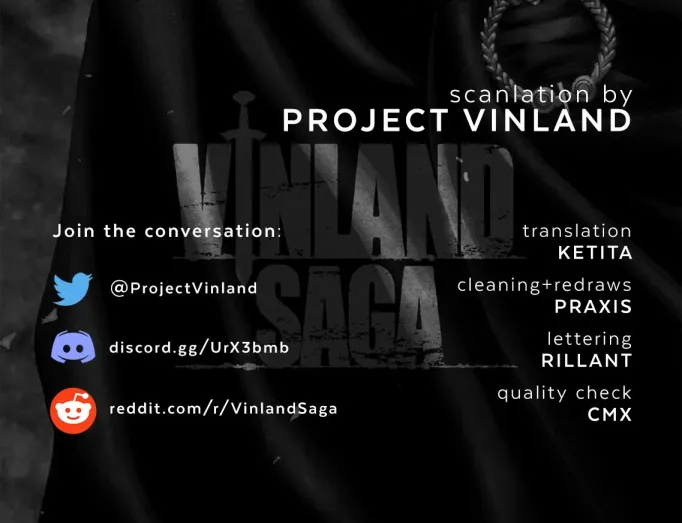 scanlation by
PROJECT VINLAND
VINLAND
SAGA
Join the conversation:
@ProjectVinland
discord.gg/UrX3bmb
reddit.com/r/VinlandSaga
translation
KETITA
cleaning+redraws
PRAXIS
lettering
RILLANT
quality check
CMX